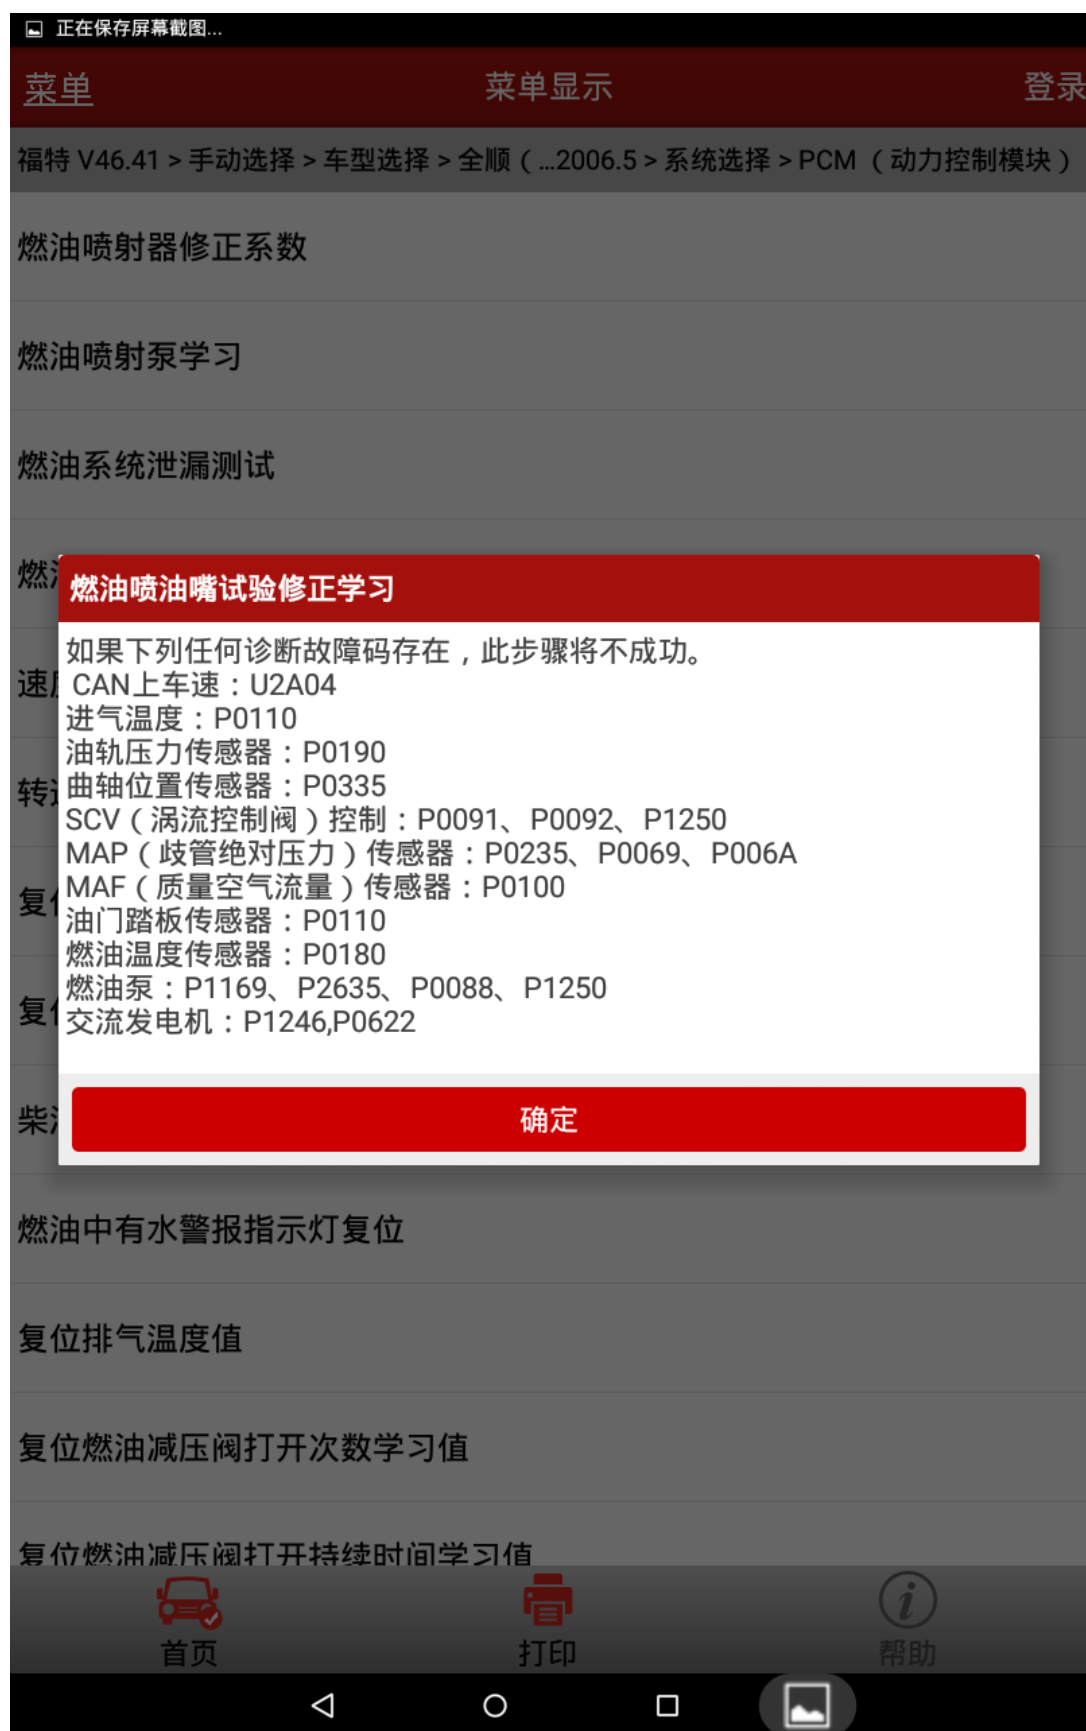 正在保存屏幕截图...
菜单 菜单显示 登录
福特 V46.41 > 手动选择 > 车型选择 > 全顺（...2006.5 > 系统选择 > PCM （动力控制模块）
燃油喷射器修正系数
燃油喷射泵学习
燃油系统泄漏测试
燃油喷油嘴试验修正学习
如果下列任何诊断故障码存在，此步骤将不成功。
CAN上车速：U2A04
进气温度：P0110
油轨压力传感器：P0190
曲轴位置传感器：P0335
SCV（涡流控制阀）控制：P0091、P0092、P1250
MAP（歧管绝对压力）传感器：P0235、P0069、P006A
MAF（质量空气流量）传感器：P0100
油门踏板传感器：P0110
燃油温度传感器：P0180
燃油泵：P1169、P2635、P0088、P1250
交流发电机：P1246,P0622
确定
燃油中有水警报指示灯复位
复位排气温度值
复位燃油减压阀打开次数学习值
复位燃油减压阀打开持续时间学习值
首页 打印 帮助